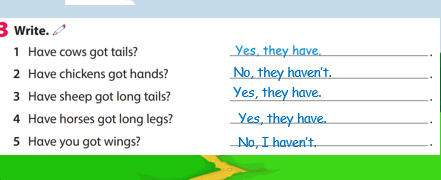 3 Write.
1 Have cows got tails? Yes, they have. .
2 Have chickens got hands? No, they haven't. .
3 Have sheep got long tails? Yes, they have. .
4 Have horses got long legs? Yes, they have. .
5 Have you got wings? No, I haven't. .